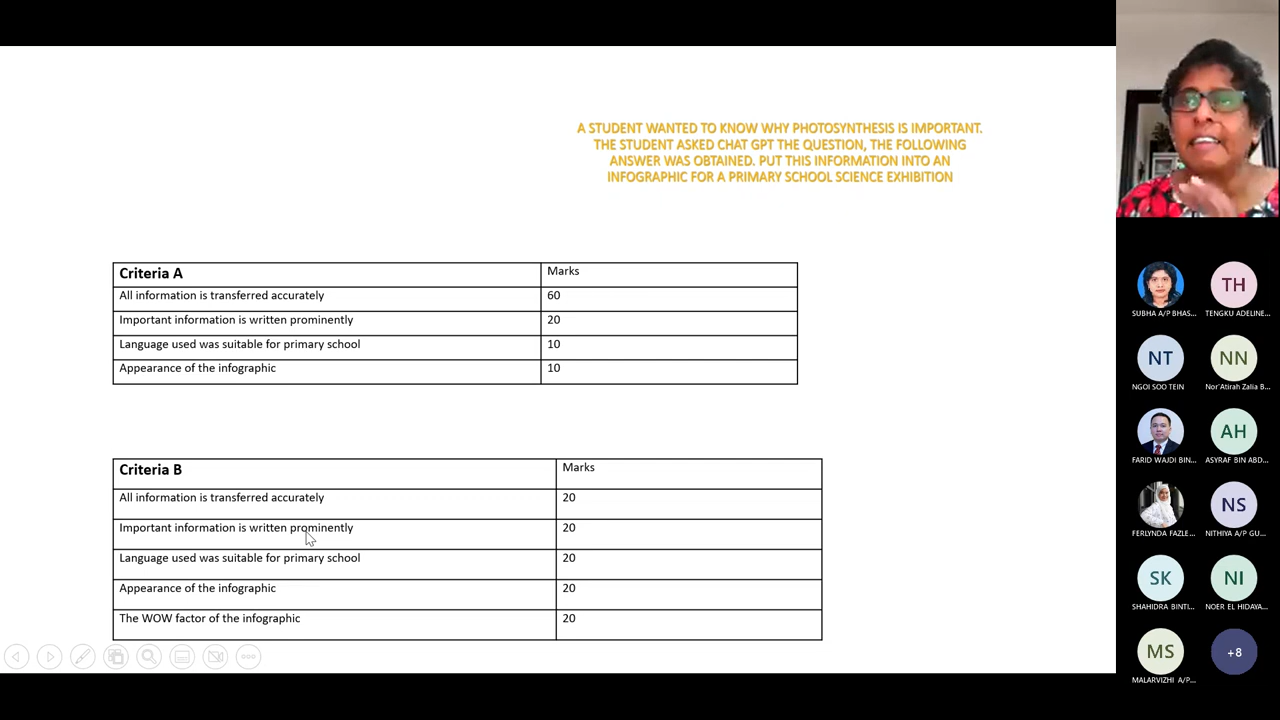 A STUDENT WANTED TO KNOW WHY PHOTOSYNTHESIS IS IMPORTANT.
THE STUDENT ASKED CHAT GPT THE QUESTION, THE FOLLOWING
ANSWER WAS OBTAINED. PUT THIS INFORMATION INTO AN
INFOGRAPHIC FOR A PRIMARY SCHOOL SCIENCE EXHIBITION
Criteria A Marks
All information is transferred accurately 60
Important information is written prominently 20
Language used was suitable for primary school 10
Appearance of the infographic 10
Criteria B Marks
All information is transferred accurately 20
Important information is written prominently 20
Language used was suitable for primary school 20
Appearance of the infographic 20
The WOW factor of the infographic 20
TH
SUBHA A/P BHAS... TENGKU ADELINE...
NT NN
NGOI SOO TEIN Nor'Atirah Zalia B...
AH
FARID WAJDI BIN... ASYRAF BIN ABD...
NS
FERLYNDA FAZLE... NITHIYA A/P GU...
SK NI
SHAHIDRA BINTI... NOER EL HIDAYA...
MS +8
MALARVIZHI A/P...